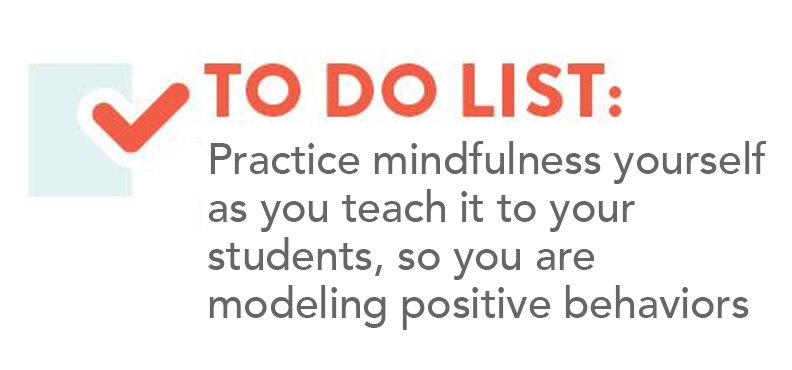 TO DO LIST:
Practice mindfulness yourself
as you teach it to your
students, so you are
modeling positive behaviors